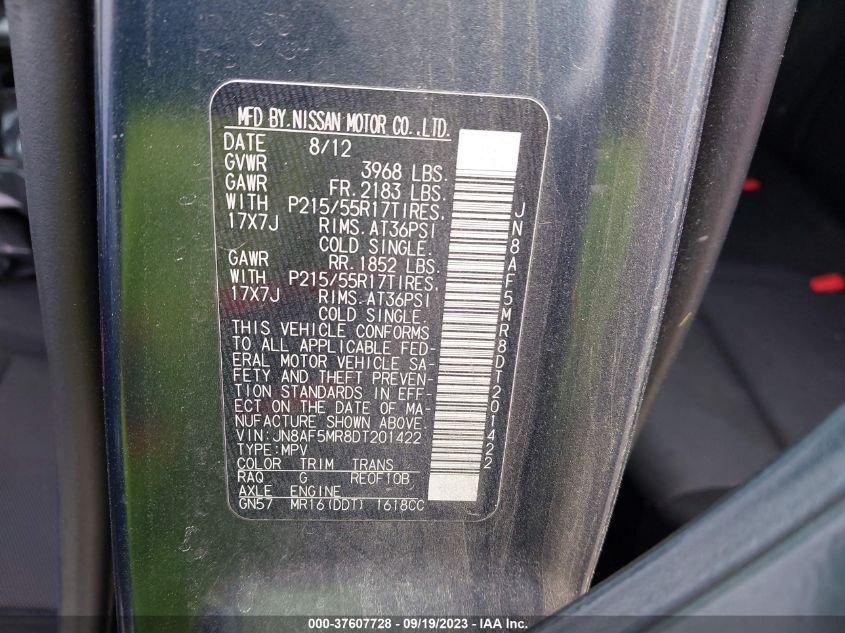 MFD BY.NISSAN MOTOR CO.,LTD.
DATE 8/12
GVWR 3968 LBS.
GAWR FR.2183 LBS.
WITH P215/55R17TIRES.
17X7J RIMS.AT36PSI
COLD SINGLE.
GAWR RR.1852 LBS.
WITH P215/55R17TIRES.
17X7J RIMS.AT36PSI
COLD SINGLE.
THIS VEHICLE CONFORMS
TO ALL APPLICABLE FED-
ERAL MOTOR VEHICLE SA-
FETY AND THEFT PREVEN-
TION STANDARDS IN EFF-
ECT ON THE DATE OF MA-
NUFACTURE SHOWN ABOVE.
VIN:JN8AF5MR8DT201422
TYPE:MPV
COLOR TRIM TRANS
RAQ G RE0F10B
AXLE ENGINE
GN57 MR16(DDT) 1618CC
JN8AF5MR8DT201422
000-37607728 - 09/19/2023 - IAA Inc.